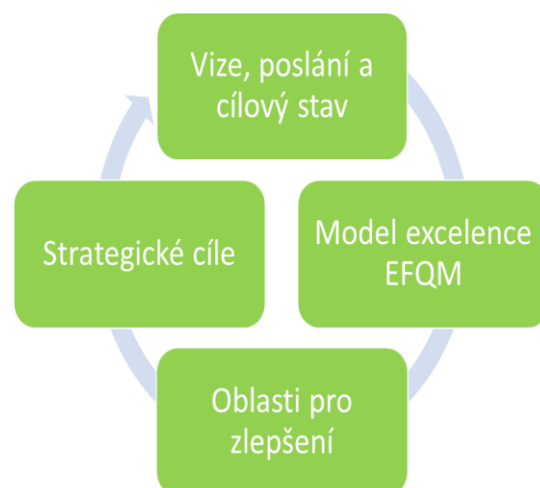 Vize, poslání a
cílový stav
Model excelence
EFQM
Oblasti pro
zlepšení
Strategické cíle